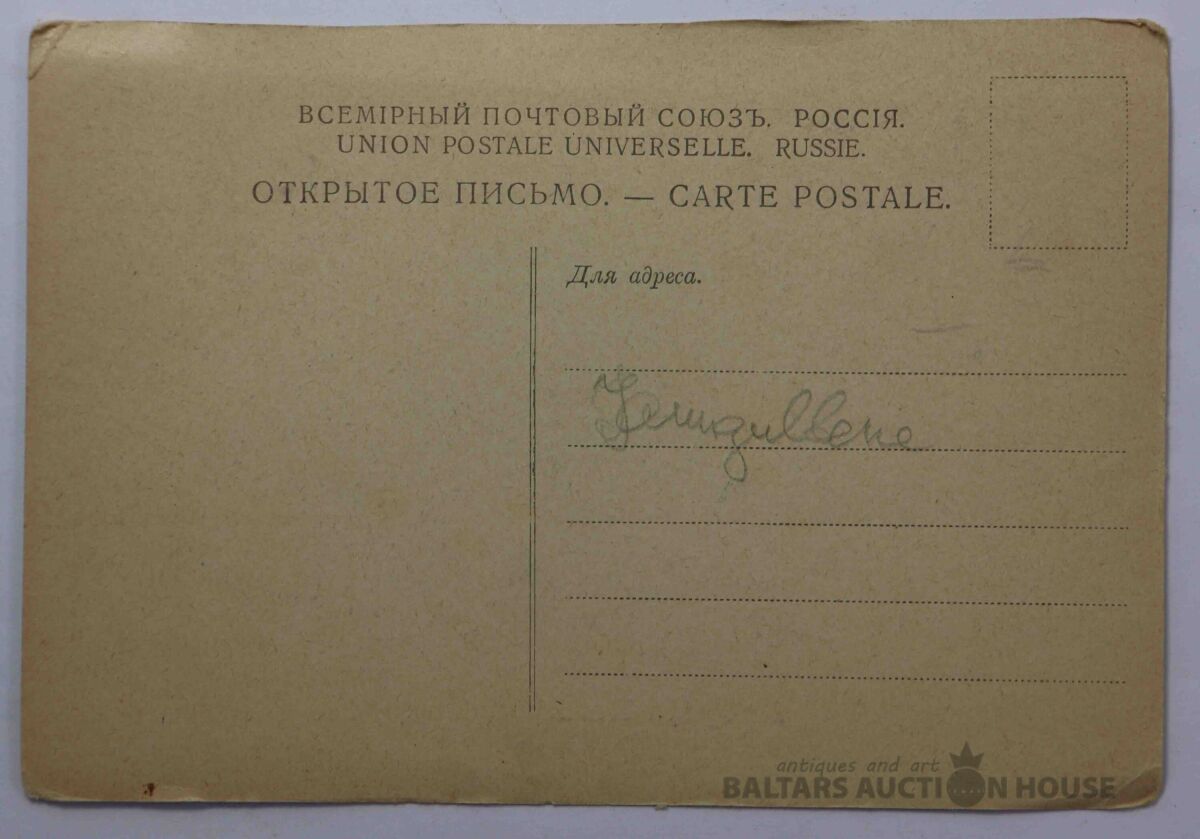 ВСЕМІРНЫЙ ПОЧТОВЫЙ СОЮЗЪ. РОССІЯ.
UNION POSTALE UNIVERSELLE. RUSSIE.
ОТКРЫТОЕ ПИСЬМО. — CARTE POSTALE.
Для адреса.
antiques and art
BALTARS AUCTION HOUSE